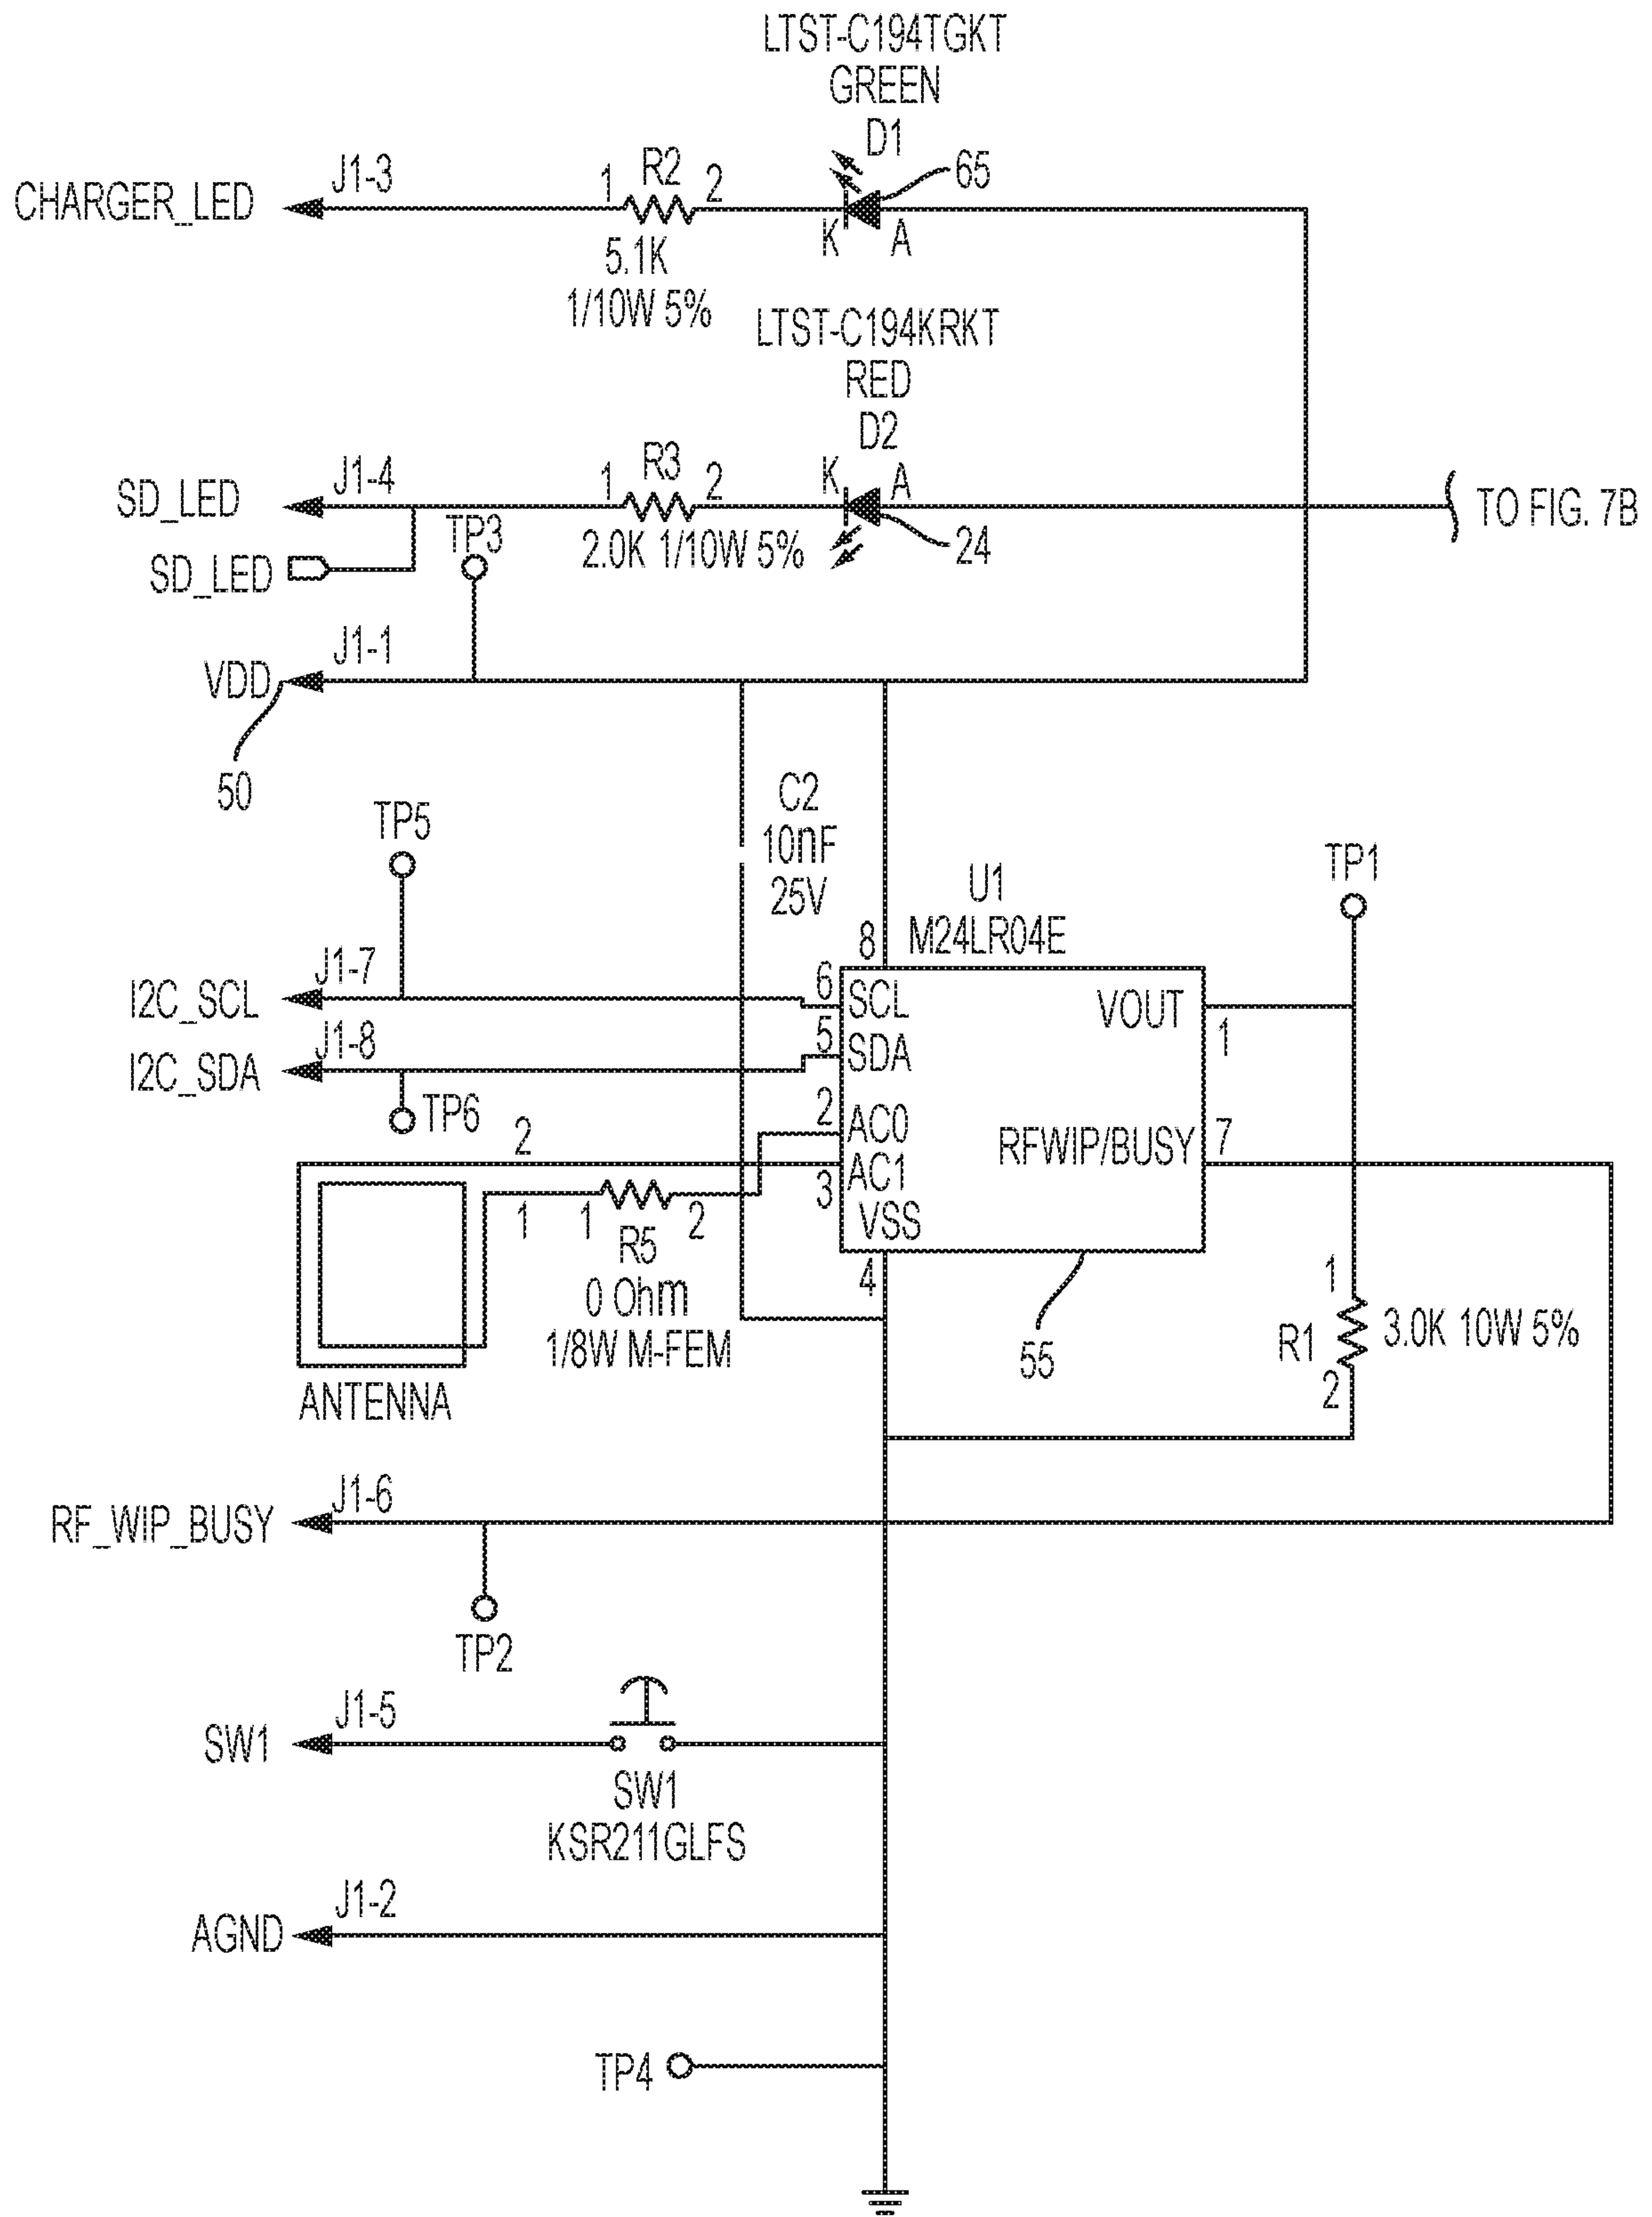 LTST-C194TGKT
GREEN
D1
65
J1-3
R2
1
2
CHARGER_LED
K
A
5.1K
1/10W 5%
LTST-C194KRKT
RED
D2
J1-4
R3
1
2
K
A
SD_LED
TO FIG. 7B
TP3
2.0K 1/10W 5%
24
SD_LED
J1-1
VDD
50
C2
10nF
25V
TP5
TP1
U1
M24LR04E
8
J1-7
6
I2C_SCL
SCL
VOUT
1
J1-8
5
SDA
I2C_SDA
TP6
2
AC0
2
RFWIP/BUSY
7
AC1
3
1
1
2
VSS
R5
4
0 Ohm
1/8W M-FEM
1
R1
3.0K 10W 5%
2
55
ANTENNA
J1-6
RF_WIP_BUSY
TP2
J1-5
SW1
SW1
KSR211GLFS
J1-2
AGND
TP4